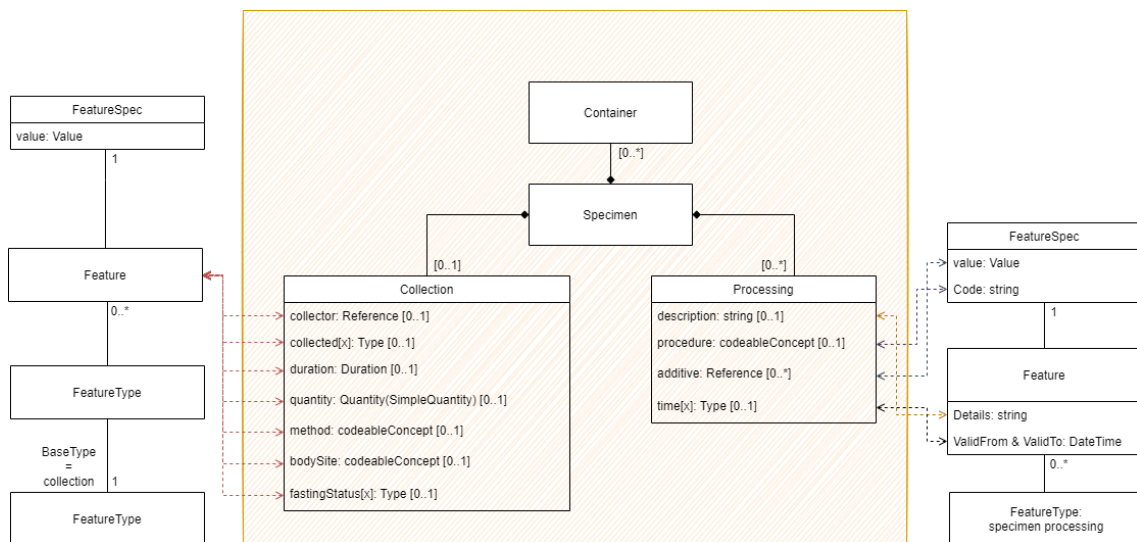 FeatureSpec
value: Value
1
Feature
0..*
FeatureType
BaseType
=
collection
1
FeatureType
Container
[0..*]
Specimen
[0..1]
[0..*]
Collection
collector: Reference [0..1]
collected[x]: Type [0..1]
duration: Duration [0..1]
quantity: Quantity(SimpleQuantity) [0..1]
method: codeableConcept [0..1]
bodySite: codeableConcept [0..1]
fastingStatus[x]: Type [0..1]
Processing
description: string [0..1]
procedure: codeableConcept [0..1]
additive: Reference [0..*]
time[x]: Type [0..1]
FeatureSpec
value: Value
Code: string
1
Feature
Details: string
ValidFrom & ValidTo: DateTime
0..*
FeatureType:
specimen processing